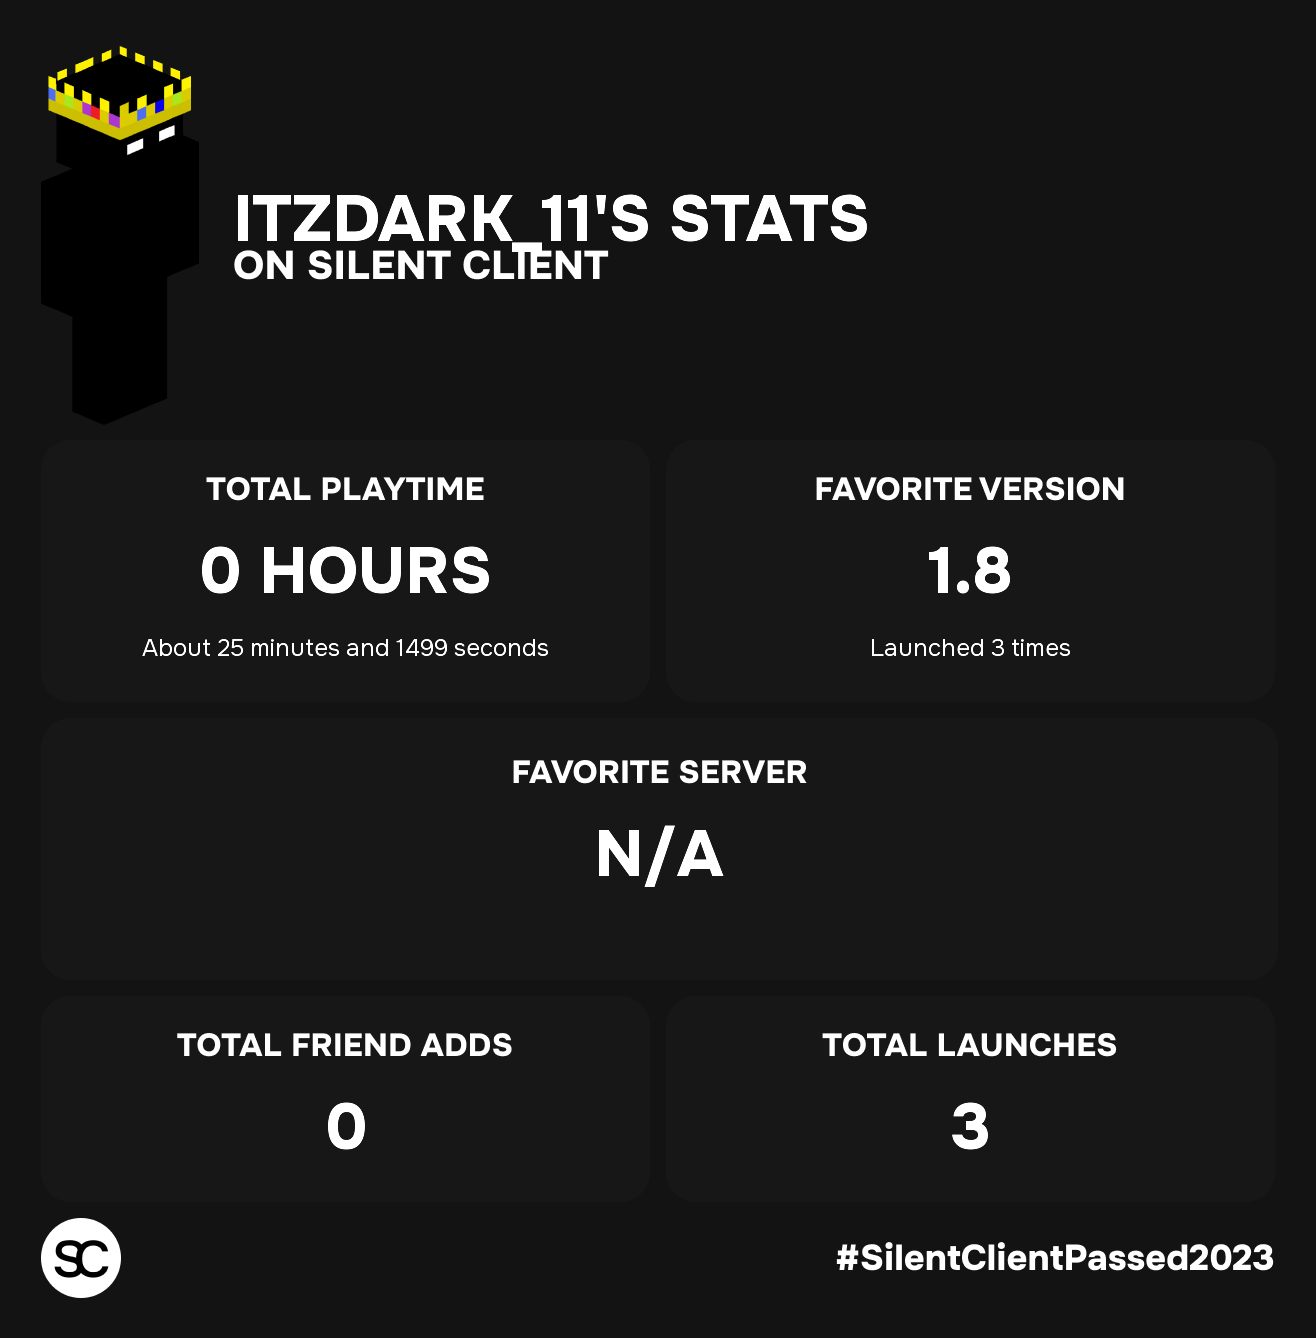 ITZDARK_11'S STATS
ON SILENT CLIENT
TOTAL PLAYTIME
0 HOURS
About 25 minutes and 1499 seconds
FAVORITE VERSION
1.8
Launched 3 times
FAVORITE SERVER
N/A
TOTAL FRIEND ADDS
0
TOTAL LAUNCHES
3
SC
#SilentClientPassed2023